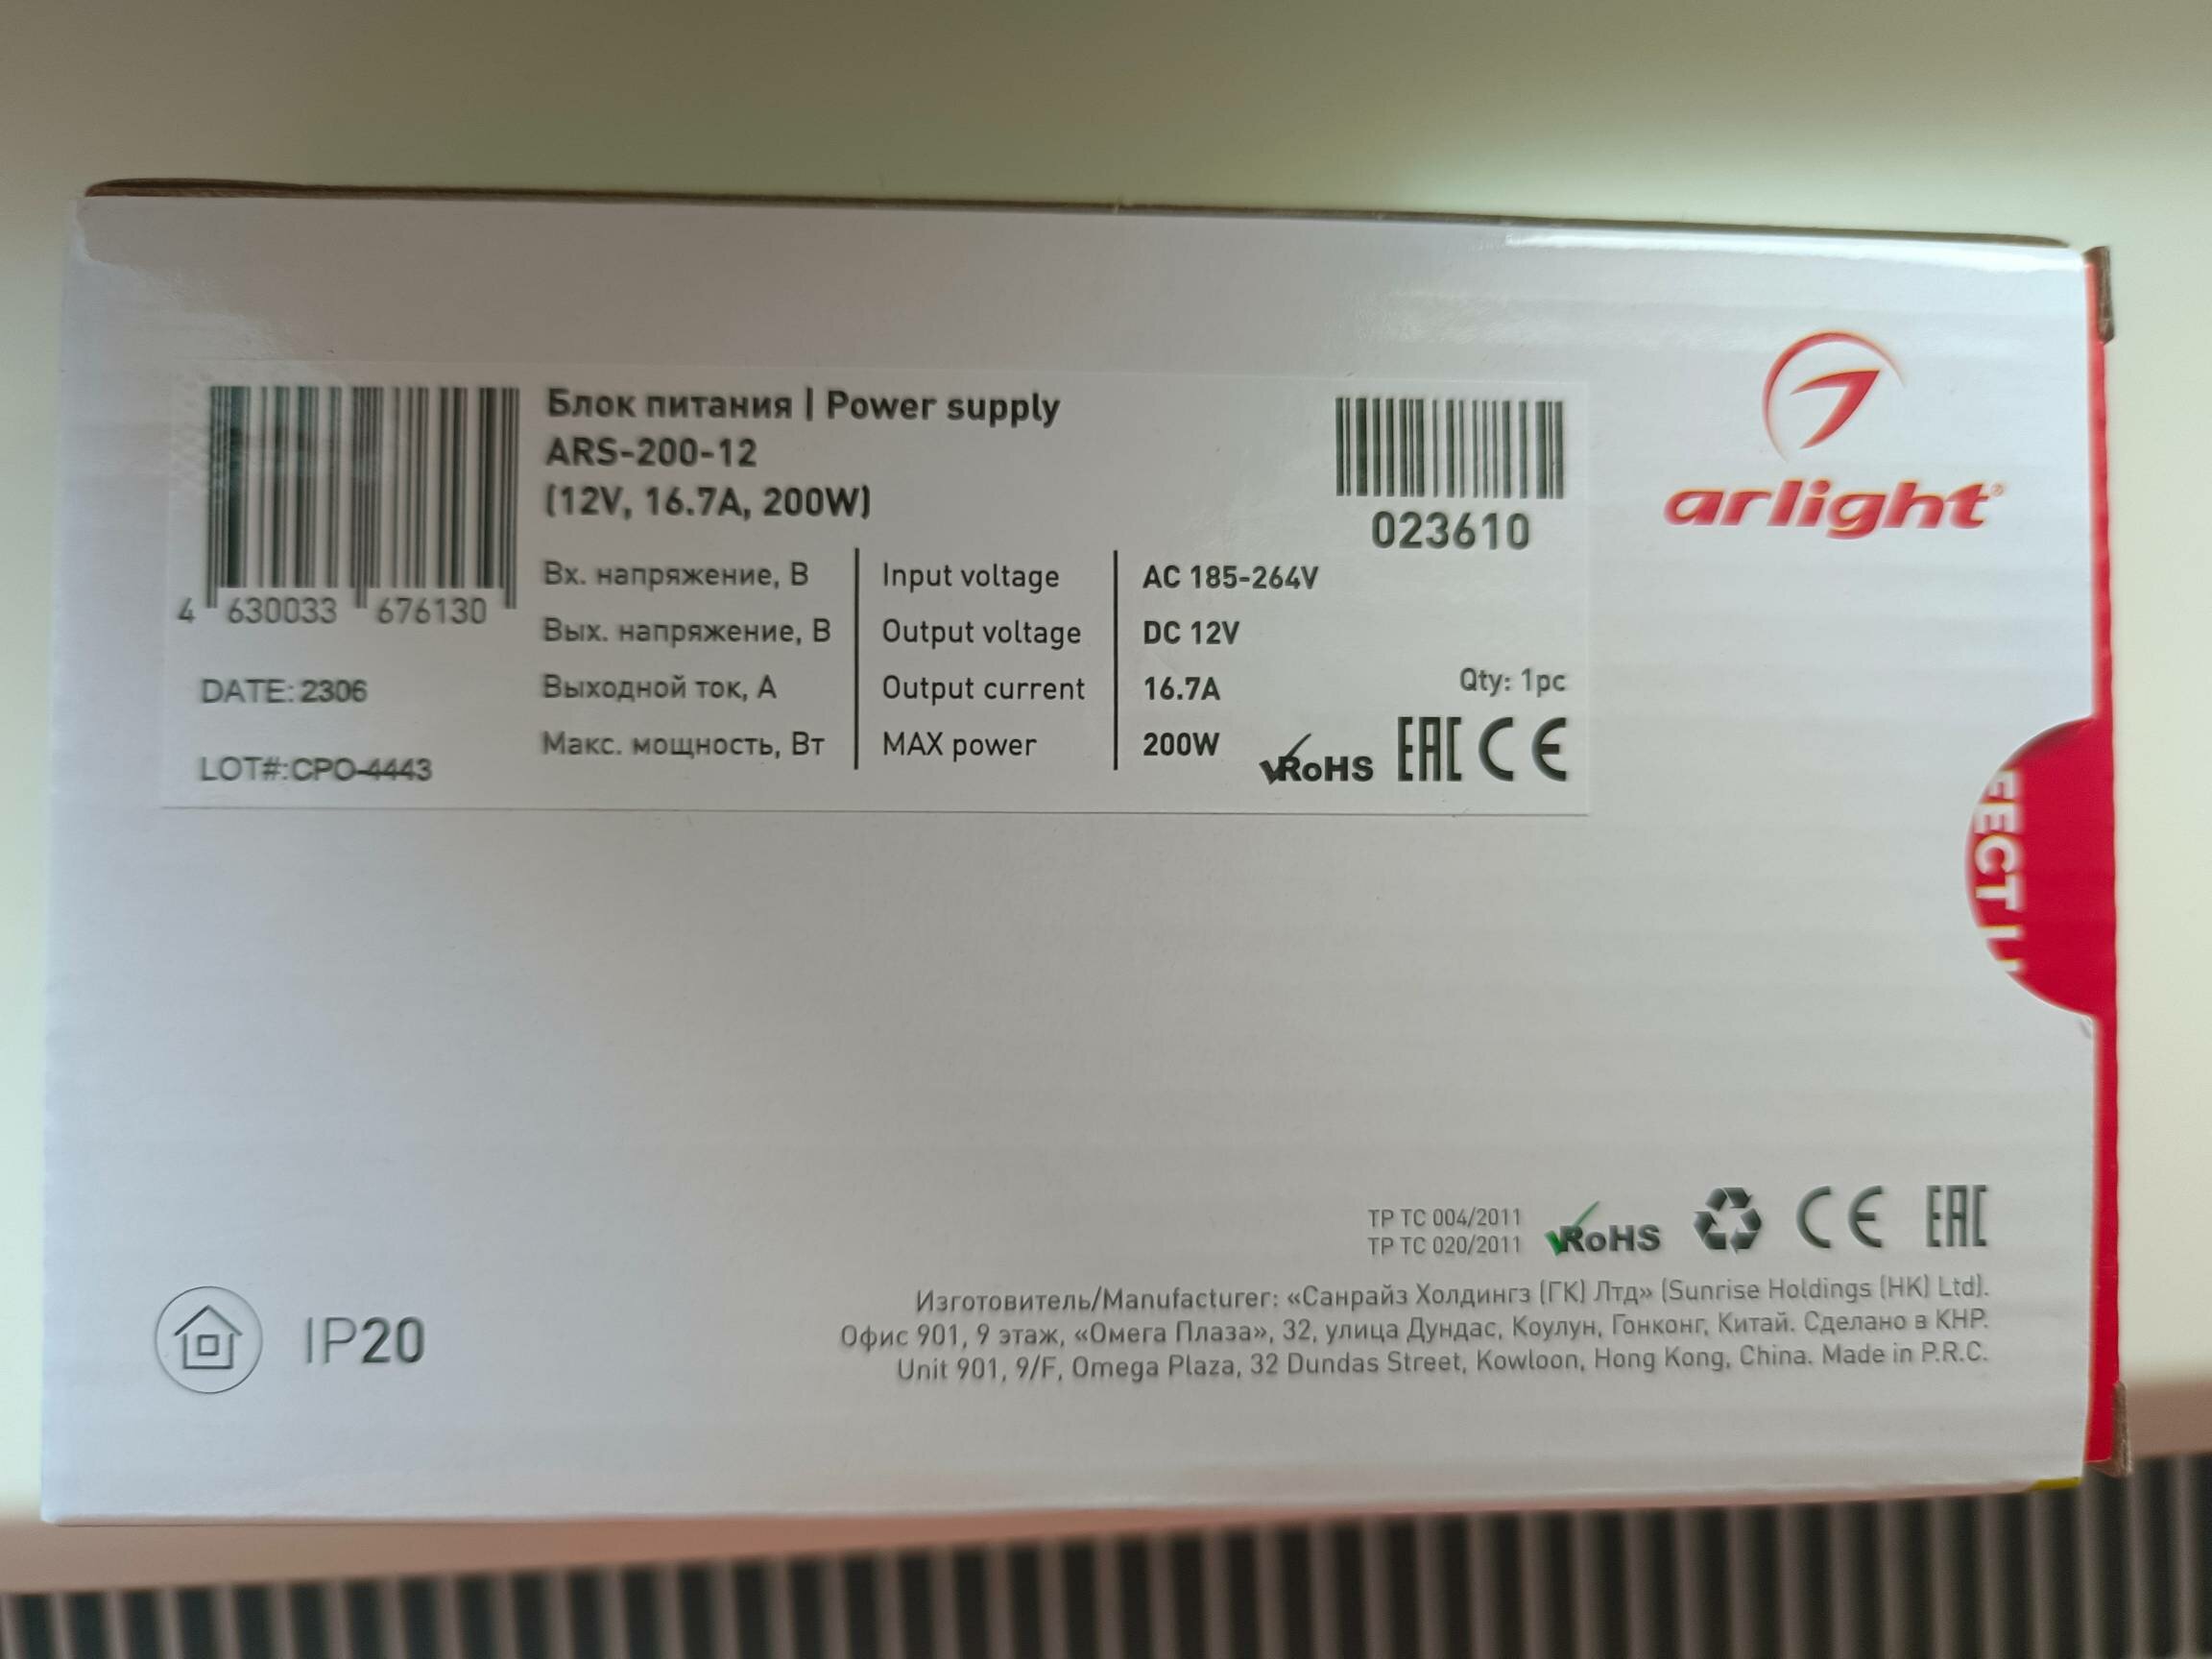 Блок питания | Power supply
ARS-200-12
(12V, 16.7A, 200W)
4 630033 676130
DATE: 2306
LOT#:CPO-4443
Вх. напряжение, В Input voltage AC 185-264V
Вых. напряжение, В Output voltage DC 12V
Выходной ток, А Output current 16.7A
Макс. мощность, Вт MAX power 200W
023610
Qty: 1pc
RoHS EAC CE
arlight®
ТР ТС 004/2011
ТР ТС 020/2011
RoHS CE EAC
IP20
Изготовитель/Manufacturer: «Санрайз Холдингз (ГК) Лтд» (Sunrise Holdings (HK) Ltd).
Офис 901, 9 этаж, «Омега Плаза», 32, улица Дундас, Коулун, Гонконг, Китай. Сделано в КНР.
Unit 901, 9/F, Omega Plaza, 32 Dundas Street, Kowloon, Hong Kong, China. Made in P.R.C.